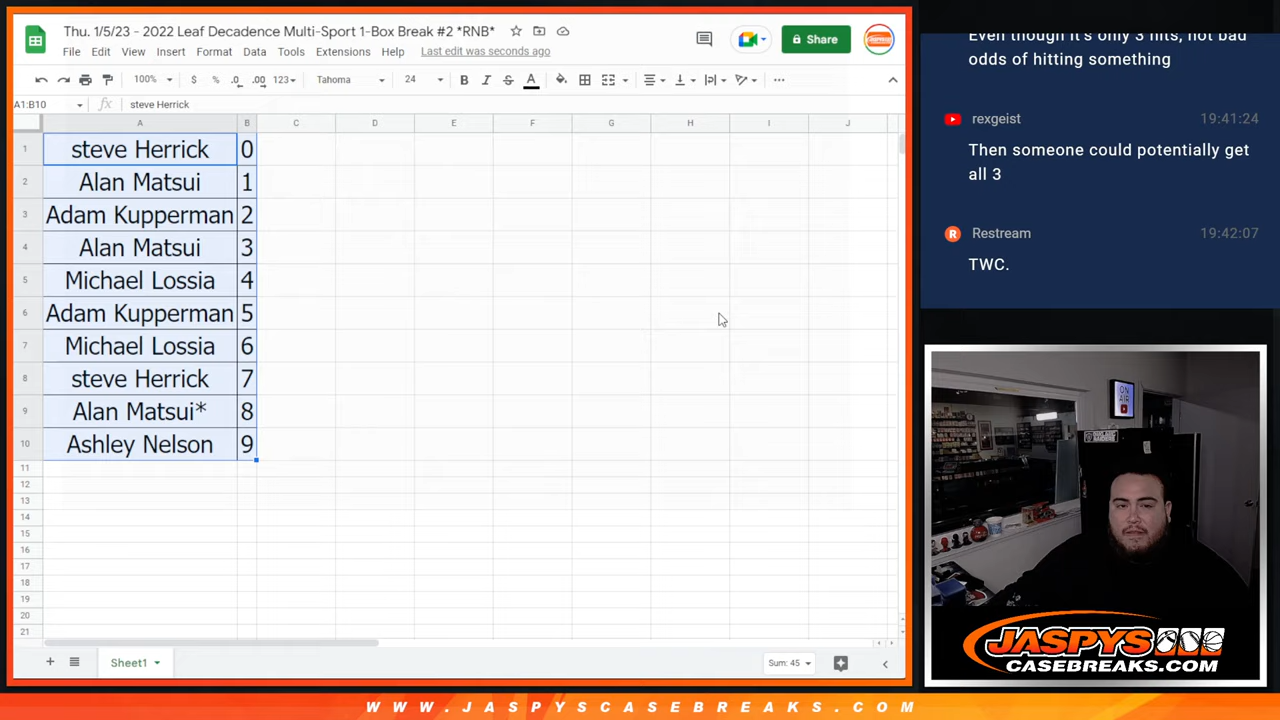 Thu. 1/5/23 - 2022 Leaf Decadence Multi-Sport 1-Box Break #2 *RNB*
File Edit View Insert Format Data Tools Extensions Help Last edit was seconds ago
Share
100% $ % .0 .00 123 Tahoma 24 B I S A
A1:B10 fx steve Herrick
A B C D E F G H I J
1 steve Herrick 0
2 Alan Matsui 1
3 Adam Kupperman 2
4 Alan Matsui 3
5 Michael Lossia 4
6 Adam Kupperman 5
7 Michael Lossia 6
8 steve Herrick 7
9 Alan Matsui* 8
10 Ashley Nelson 9
11
12
13
14
15
16
17
18
19
20
21
Sheet1
Sum: 45
Even though it's only 3 hits, not bad
odds of hitting something
rexgeist 19:41:24
Then someone could potentially get
all 3
R Restream 19:42:07
TWC.
ON
AIR
JASPYS
CASEBREAKS.COM
WWW.JASPYSCASEBREAKS.COM